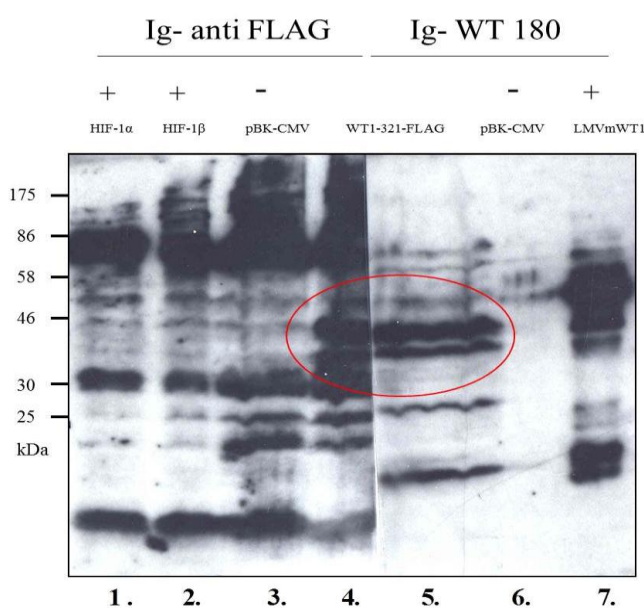 Ig- anti FLAG Ig- WT 180
+ + - - +
HIF-1α HIF-1β pBK-CMV WT1-321-FLAG pBK-CMV LMVmWT1
175
86
58
46
30
25
kDa
1. 2. 3. 4. 5. 6. 7.